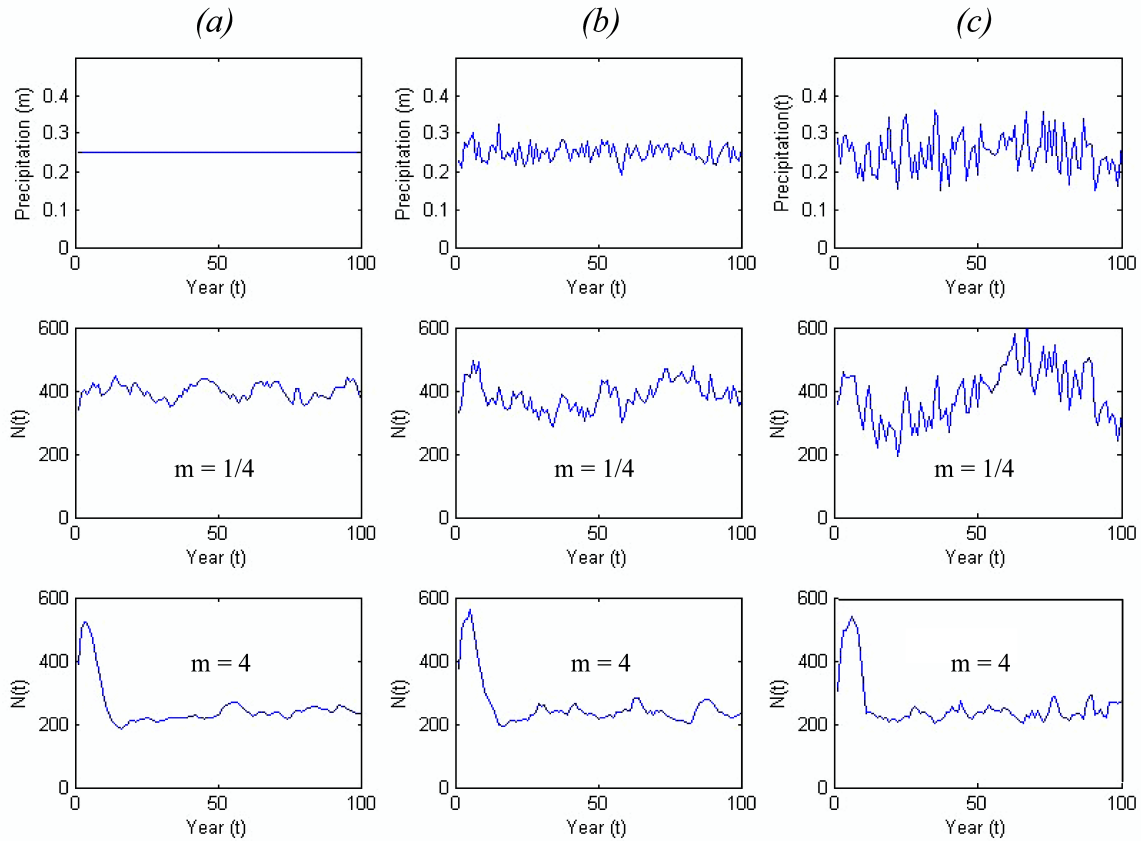 (a) (b) (c)
Precipitation (m)
0.4
0.3
0.2
0.1
0
0 50 100
Year (t)
Precipitation (m)
0.4
0.3
0.2
0.1
0
0 50 100
Year (t)
Precipitation(t)
0.4
0.3
0.2
0.1
0
0 50 100
Year (t)
N(t)
600
400
200
0
m = 1/4
0 50 100
Year (t)
N(t)
600
400
200
0
m = 1/4
0 50 100
Year (t)
N(t)
600
400
200
0
m = 1/4
0 50 100
Year (t)
N(t)
600
400
200
0
m = 4
0 50 100
Year (t)
N(t)
600
400
200
0
m = 4
0 50 100
Year (t)
N(t)
600
400
200
0
m = 4
0 50 100
Year (t)